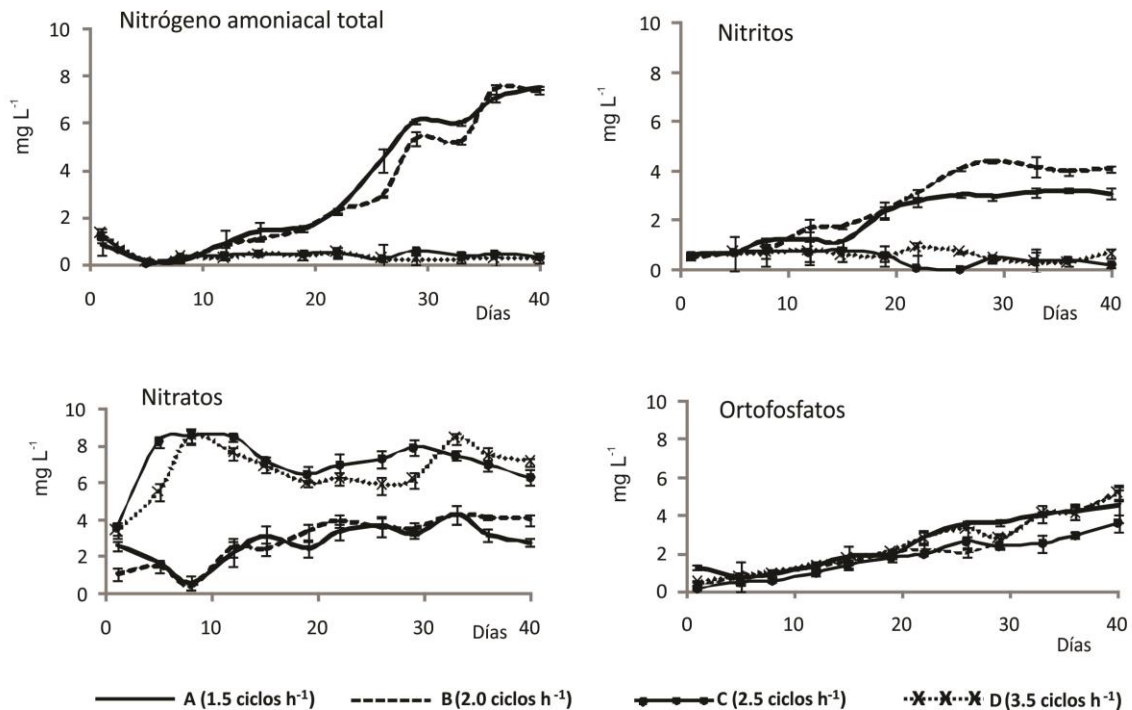 Nitrógeno amoniacal total
10
8
6
4
2
0
mg L⁻¹
0 10 20 30 40
Días
Nitritos
10
8
6
4
2
0
mg L⁻¹
0 10 20 30 40
Días
Nitratos
10
8
6
4
2
0
mg L⁻¹
0 10 20 30 40
Días
Ortofosfatos
10
8
6
4
2
0
mg L⁻¹
0 10 20 30 40
Días
A (1.5 ciclos h⁻¹) B (2.0 ciclos h⁻¹) C (2.5 ciclos h⁻¹) D (3.5 ciclos h⁻¹)